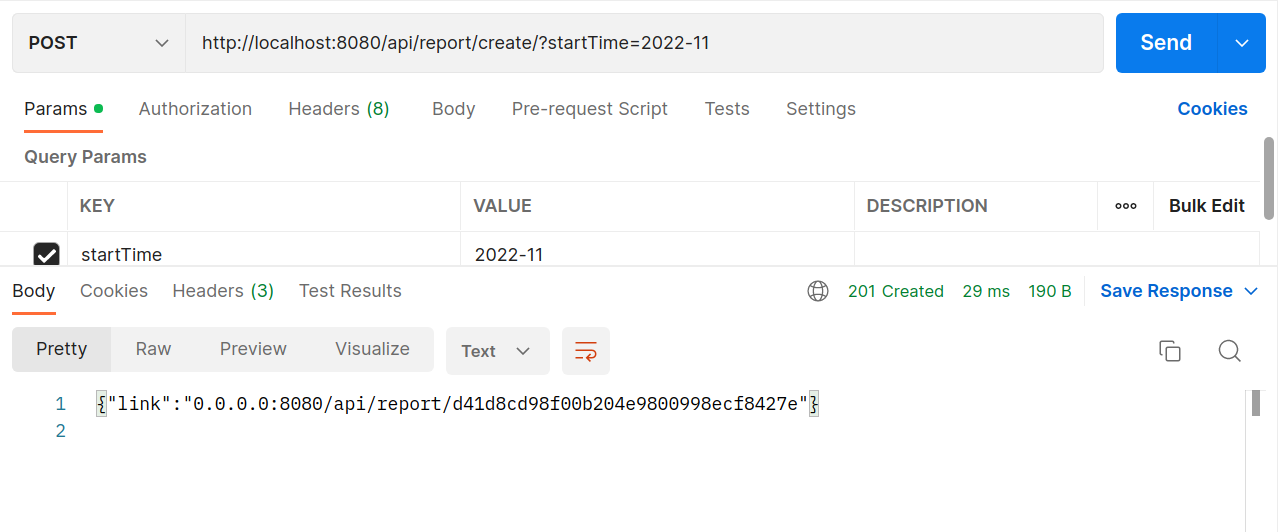 POST http://localhost:8080/api/report/create/?startTime=2022-11 Send
Params Authorization Headers (8) Body Pre-request Script Tests Settings Cookies
Query Params
KEY VALUE DESCRIPTION Bulk Edit
startTime 2022-11
Body Cookies Headers (3) Test Results 201 Created 29 ms 190 B Save Response
Pretty Raw Preview Visualize Text
1 {"link":"0.0.0.0:8080/api/report/d41d8cd98f00b204e9800998ecf8427e"}
2